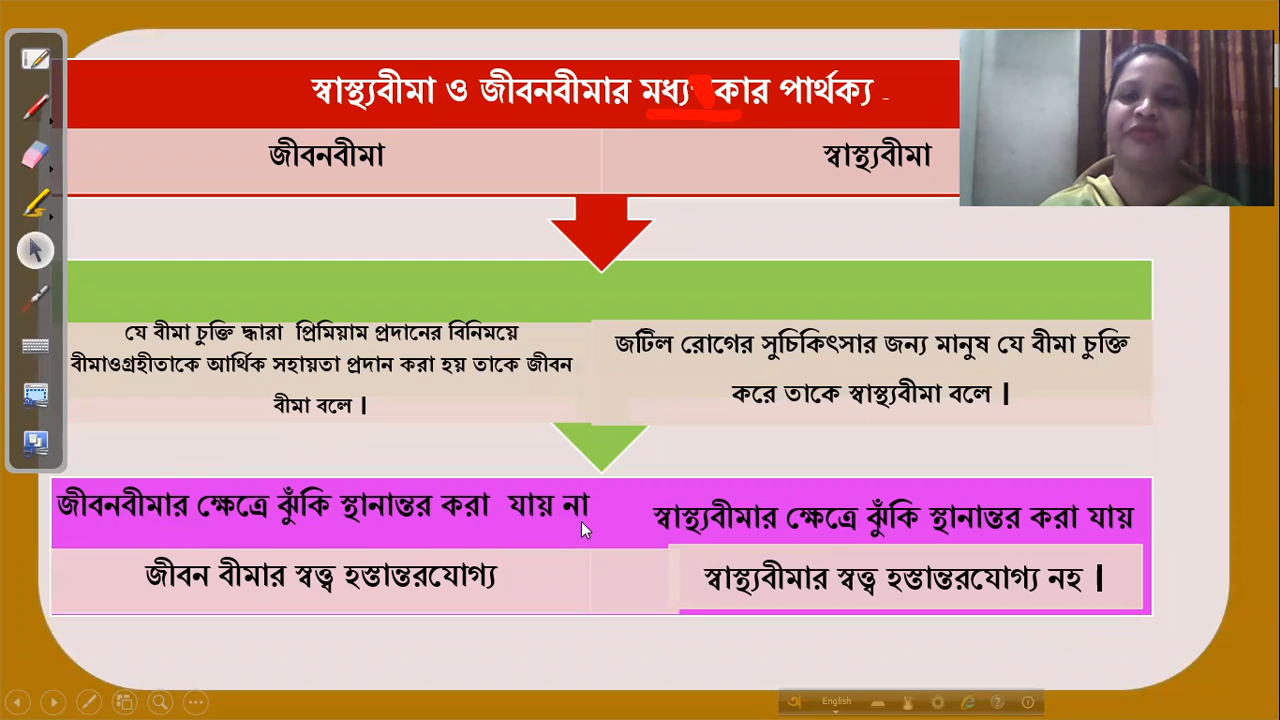 স্বাস্থ্যবীমা ও জীবনবীমার মধ্যকার পার্থক্য -
জীবনবীমা
স্বাস্থ্যবীমা
যে বীমা চুক্তি দ্ধারা প্রিমিয়াম প্রদানের বিনিময়ে
বীমাওগ্রহীতাকে আর্থিক সহায়তা প্রদান করা হয় তাকে জীবন
বীমা বলে |
জটিল রোগের সুচিকিৎসার জন্য মানুষ যে বীমা চুক্তি
করে তাকে স্বাস্থ্যবীমা বলে |
জীবনবীমার ক্ষেত্রে ঝুঁকি স্থানান্তর করা যায় না
স্বাস্থ্যবীমার ক্ষেত্রে ঝুঁকি স্থানান্তর করা যায়
জীবন বীমার স্বত্ত্ব হস্তান্তরযোগ্য
স্বাস্থ্যবীমার স্বত্ত্ব হস্তান্তরযোগ্য নহ |
অ English